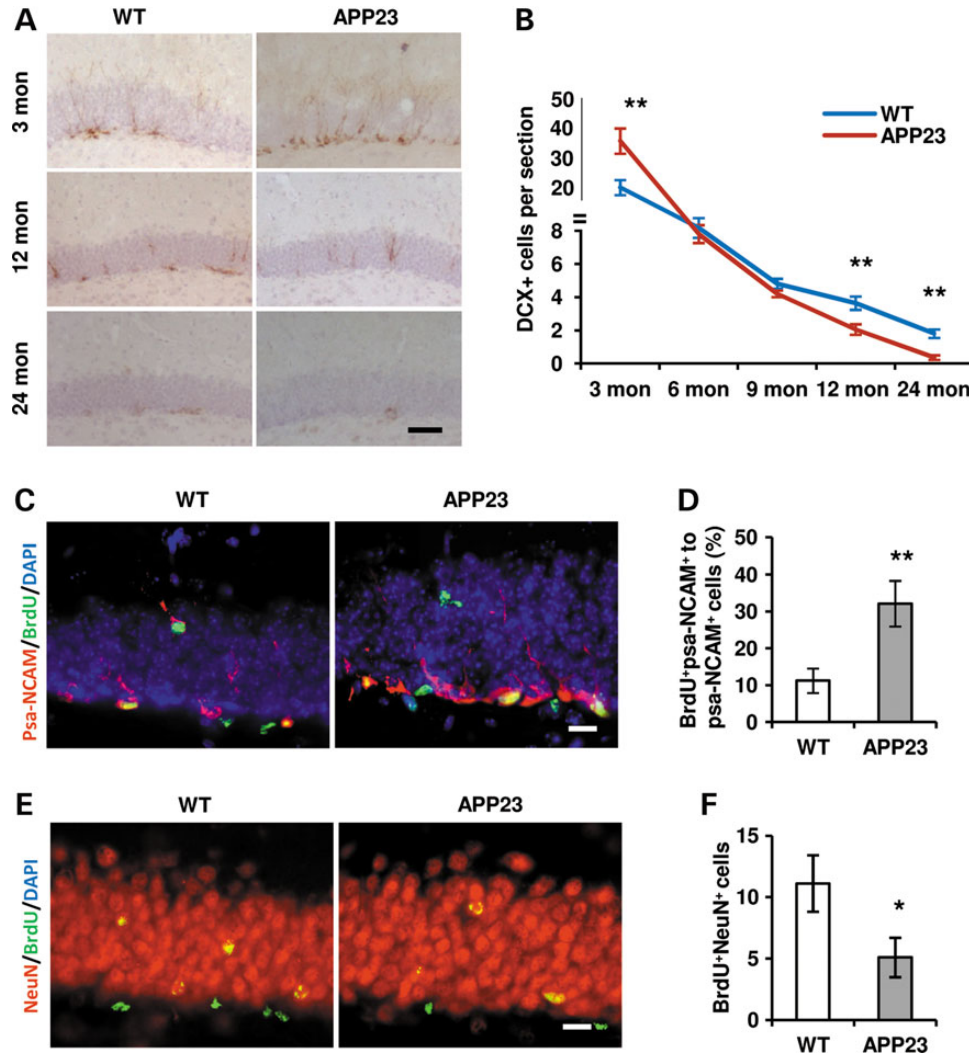 A
WT
APP23
3 mon
12 mon
24 mon
B
DCX+ cells per section
50
40
30
20
8
6
4
2
0
**
**
**
WT
APP23
3 mon
6 mon
9 mon
12 mon
24 mon
C
WT
APP23
Psa-NCAM/BrdU/DAPI
D
BrdU⁺psa-NCAM⁺ to
psa-NCAM⁺ cells (%)
50
40
30
20
10
0
**
WT
APP23
E
WT
APP23
NeuN/BrdU/DAPI
F
BrdU⁺NeuN⁺ cells
15
10
5
0
*
WT
APP23